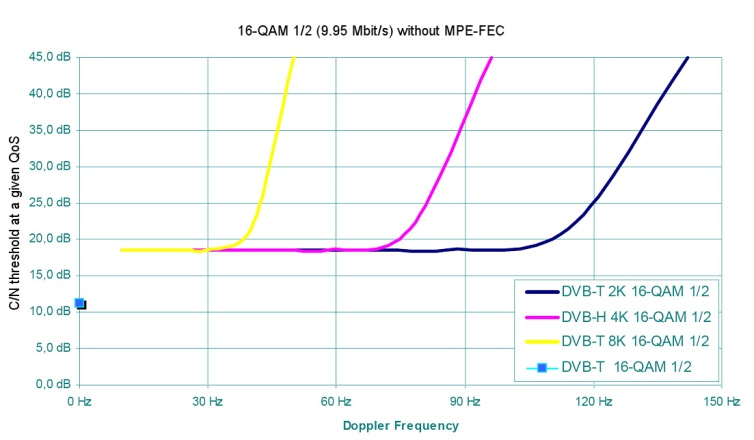 16-QAM 1/2 (9.95 Mbit/s) without MPE-FEC
C/N threshold at a given QoS
45,0 dB
40,0 dB
35,0 dB
30,0 dB
25,0 dB
20,0 dB
15,0 dB
10,0 dB
5,0 dB
0,0 dB
DVB-T 2K 16-QAM 1/2
DVB-H 4K 16-QAM 1/2
DVB-T 8K 16-QAM 1/2
DVB-T 16-QAM 1/2
0 Hz 30 Hz 60 Hz 90 Hz 120 Hz 150 Hz
Doppler Frequency